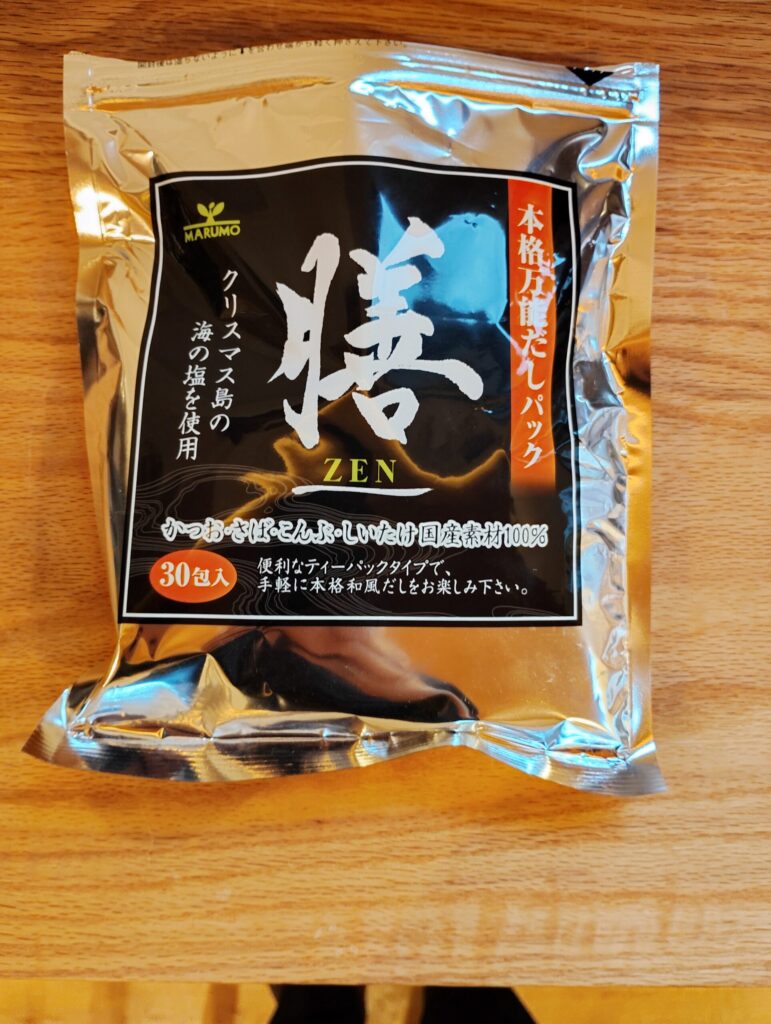 MARUMO
本格万能だしパック
膳
ZEN
クリスマス島の
海の塩を使用
かつお・さば・こんぶ・しいたけ国産素材100%
30包入
便利なティーパックタイプで、
手軽に本格和風だしをお楽しみ下さい。